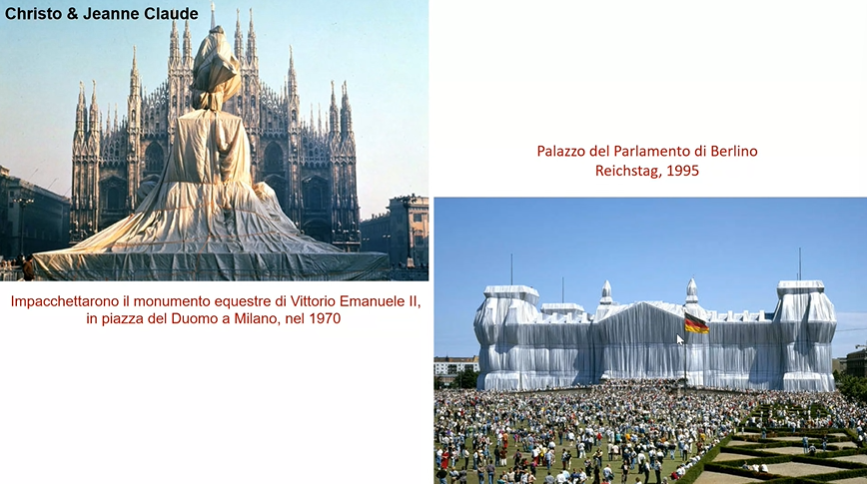 Christo & Jeanne Claude
Impacchettarono il monumento equestre di Vittorio Emanuele II,
in piazza del Duomo a Milano, nel 1970
Palazzo del Parlamento di Berlino
Reichstag, 1995